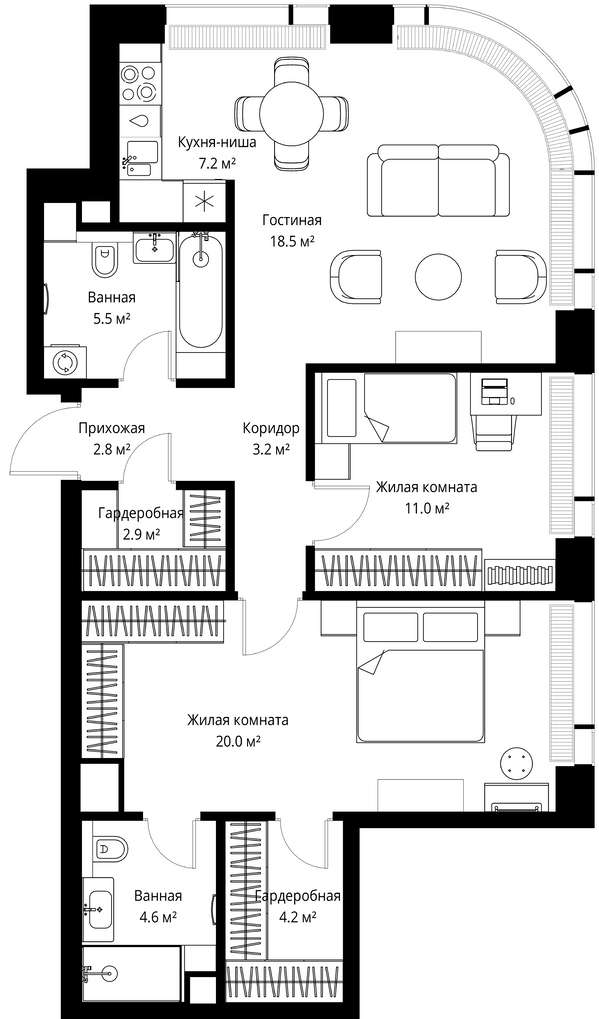 Кухня-ниша
7.2 м²
Гостиная
18.5 м²
Ванная
5.5 м²
Прихожая
2.8 м²
Коридор
3.2 м²
Жилая комната
11.0 м²
Гардеробная
2.9 м²
Жилая комната
20.0 м²
Ванная
4.6 м²
Гардеробная
4.2 м²